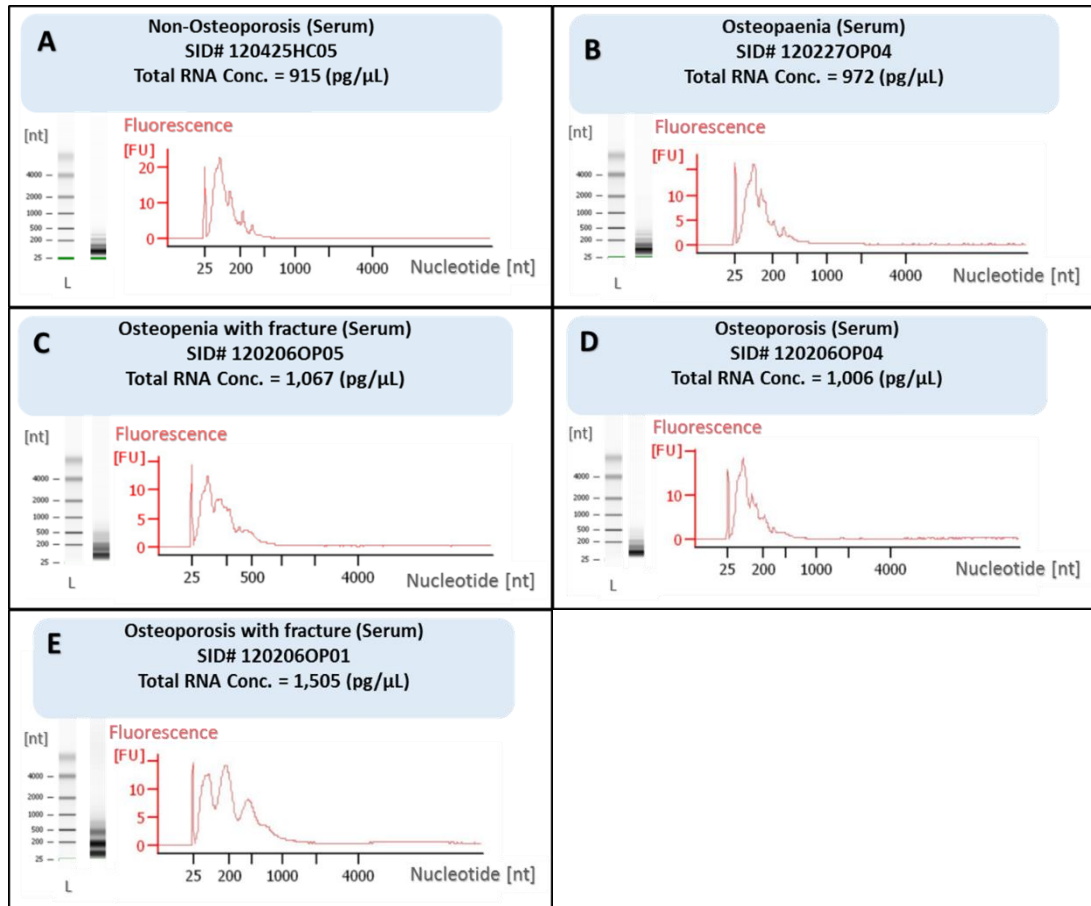 A
Non-Osteoporosis (Serum)
SID# 120425HC05
Total RNA Conc. = 915 (pg/µL)
[nt]
4000
2000
1000
500
200
25
L
Fluorescence
[FU]
20
10
0
25 200 1000 4000 Nucleotide [nt]
B
Osteopaenia (Serum)
SID# 120227OP04
Total RNA Conc. = 972 (pg/µL)
[nt]
4000
2000
1000
500
200
25
L
Fluorescence
[FU]
10
5
0
25 200 1000 4000 Nucleotide [nt]
C
Osteopenia with fracture (Serum)
SID# 120206OP05
Total RNA Conc. = 1,067 (pg/µL)
[nt]
4000
2000
1000
500
200
25
L
Fluorescence
[FU]
10
5
0
25 500 4000 Nucleotide [nt]
D
Osteoporosis (Serum)
SID# 120206OP04
Total RNA Conc. = 1,006 (pg/µL)
[nt]
4000
2000
1000
500
200
25
L
Fluorescence
[FU]
10
0
25 200 1000 4000 Nucleotide [nt]
E
Osteoporosis with fracture (Serum)
SID# 120206OP01
Total RNA Conc. = 1,505 (pg/µL)
[nt]
4000
2000
1000
500
200
25
L
Fluorescence
[FU]
10
5
0
25 200 1000 4000 Nucleotide [nt]